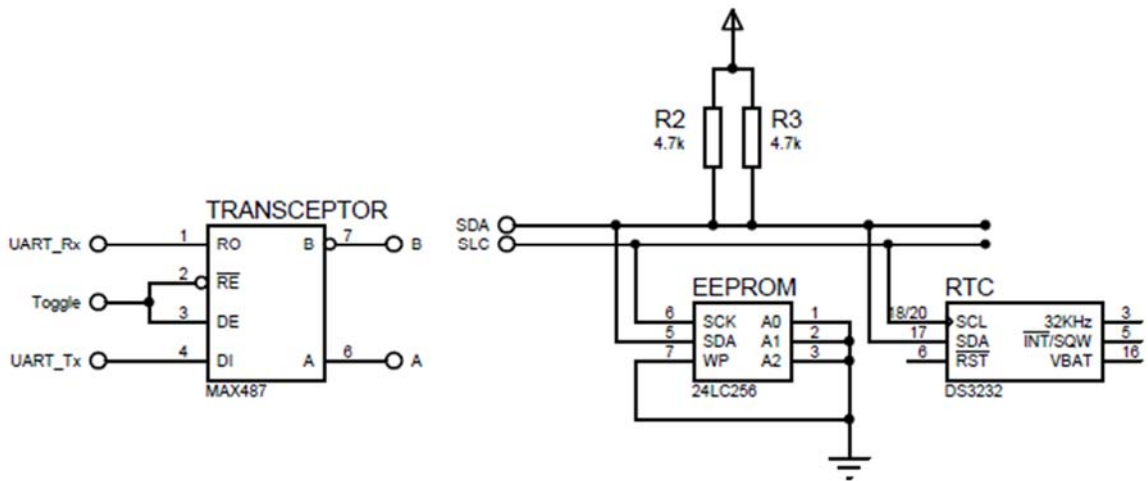 R2
4.7k
R3
4.7k
TRANSCEPTOR
UART_Rx
1
RO
B
7
B
2
RE
Toggle
3
DE
UART_Tx
4
DI
A
6
A
MAX487
SDA
SLC
EEPROM
6
SCK
A0
1
5
SDA
A1
2
7
WP
A2
3
24LC256
RTC
18/20
SCL
32KHz
3
17
SDA
INT/SQW
5
6
RST
VBAT
16
DS3232